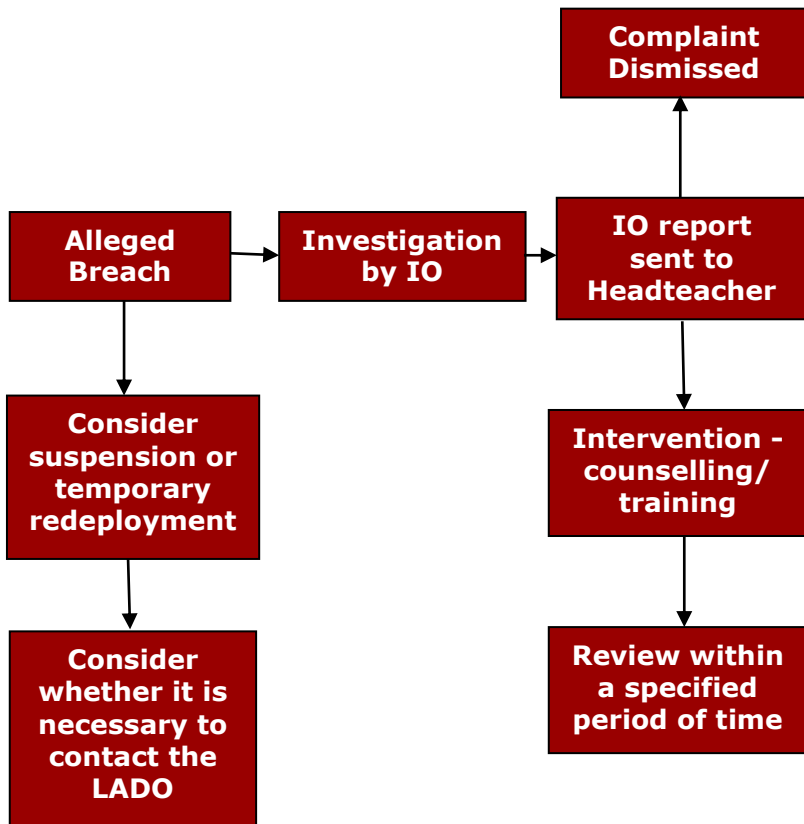 Complaint
Dismissed
Alleged
Breach
Investigation
by IO
IO report
sent to
Headteacher
Consider
suspension or
temporary
redeployment
Intervention -
counselling/
training
Consider
whether it is
necessary to
contact the
LADO
Review within
a specified
period of time